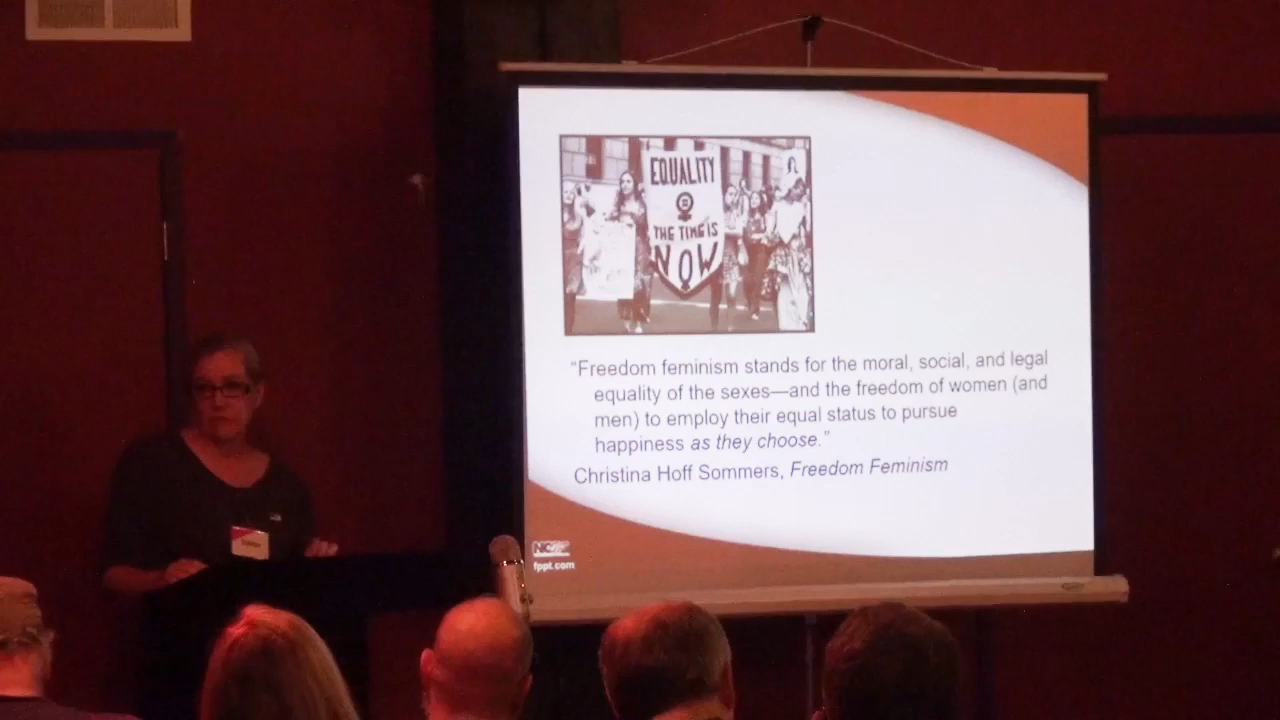 EQUALITY
THE TIME IS
NOW
“Freedom feminism stands for the moral, social, and legal
equality of the sexes—and the freedom of women (and
men) to employ their equal status to pursue
happiness as they choose.”
Christina Hoff Sommers, Freedom Feminism
fppt.com